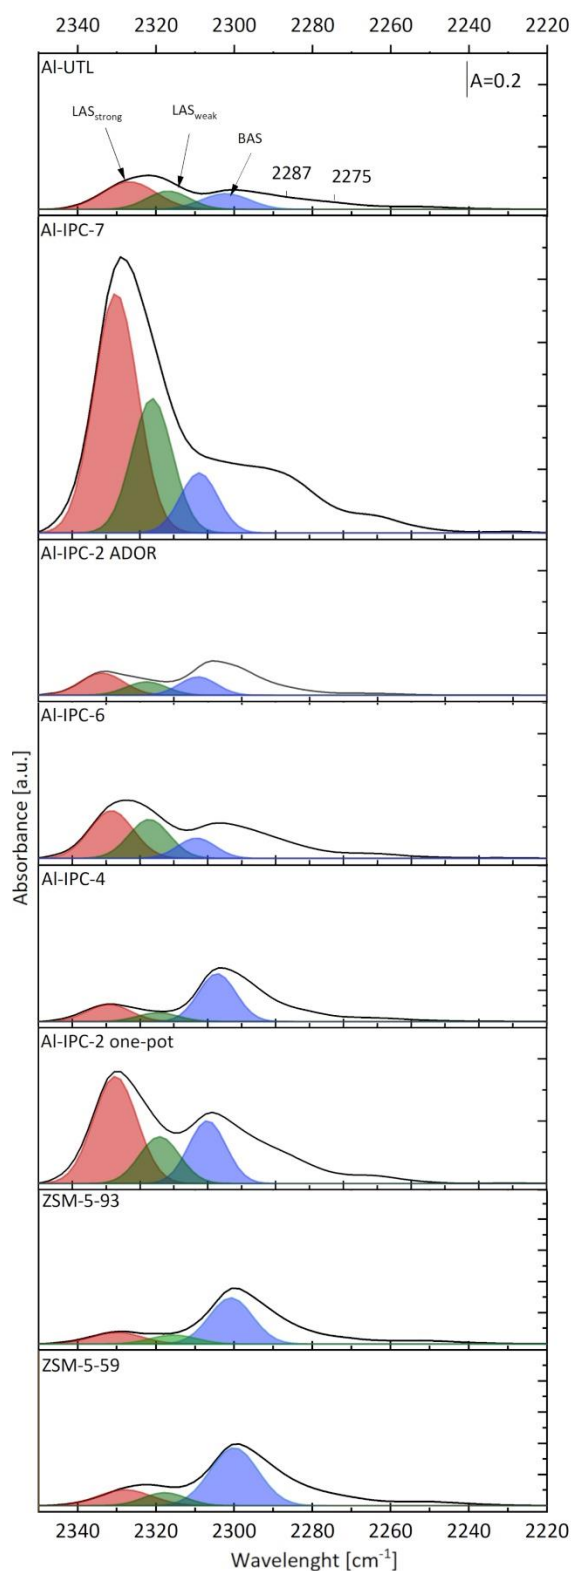 2340 2320 2300 2280 2260 2240 2220
Al-UTL
A=0.2
LASstrong
LASweak
BAS
2287
2275
Al-IPC-7
Al-IPC-2 ADOR
Al-IPC-6
Al-IPC-4
Al-IPC-2 one-pot
ZSM-5-93
ZSM-5-59
Absorbance [a.u.]
2340 2320 2300 2280 2260 2240 2220
Wavelenght [cm⁻¹]